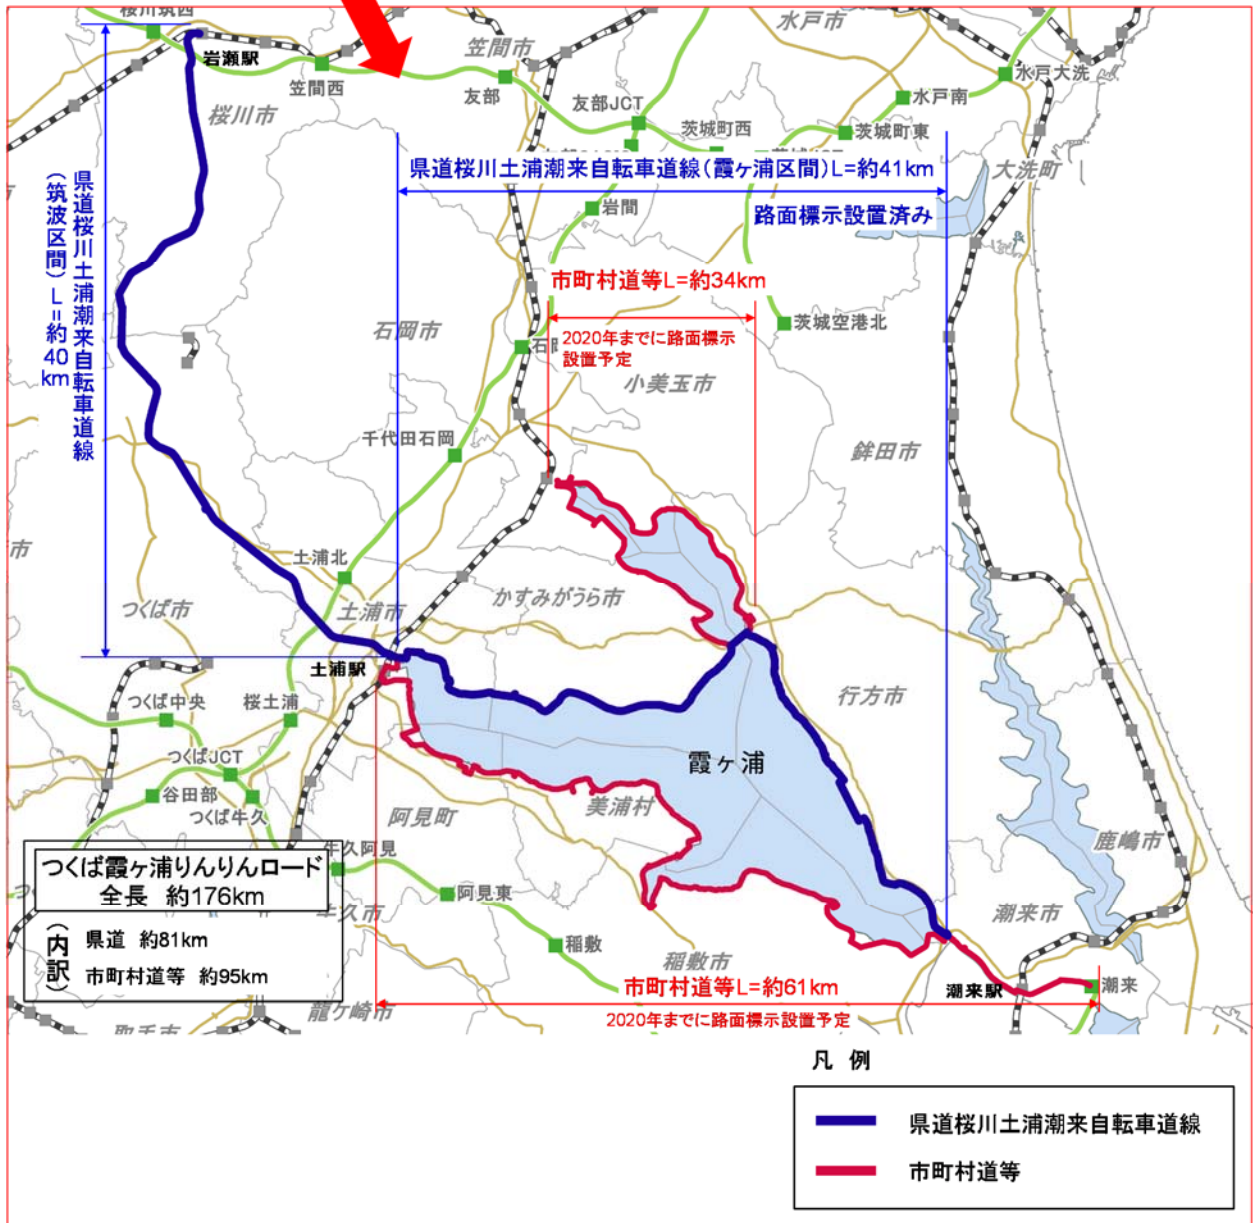 桜川筑西
岩瀬駅
笠間西
笠間市
友部
水戸市
水戸大洗
水戸南
友部JCT
茨城町西
茨城町東
桜川市
大洗町
県道桜川土浦潮来自転車道線(霞ヶ浦区間)L=約41km
路面標示設置済み
岩間
県道桜川土浦潮来自転車道線
(筑波区間) L=約40km
市町村道等L=約34km
2020年までに路面標示
設置予定
石岡市
石岡
茨城空港北
小美玉市
千代田石岡
鉾田市
市
土浦北
つくば市
土浦市
かすみがうら市
土浦駅
つくば中央
桜土浦
行方市
つくばJCT
霞ヶ浦
谷田部
つくば牛久
阿見町
美浦村
鹿嶋市
牛久阿見
つくば霞ヶ浦りんりんロード
全長 約176km
(内訳)
県道 約81km
市町村道等 約95km
阿見東
牛久市
潮来市
稲敷
稲敷市
市町村道等L=約61km
潮来駅
潮来
龍ケ崎市
2020年までに路面標示設置予定
取手市
凡 例
県道桜川土浦潮来自転車道線
市町村道等